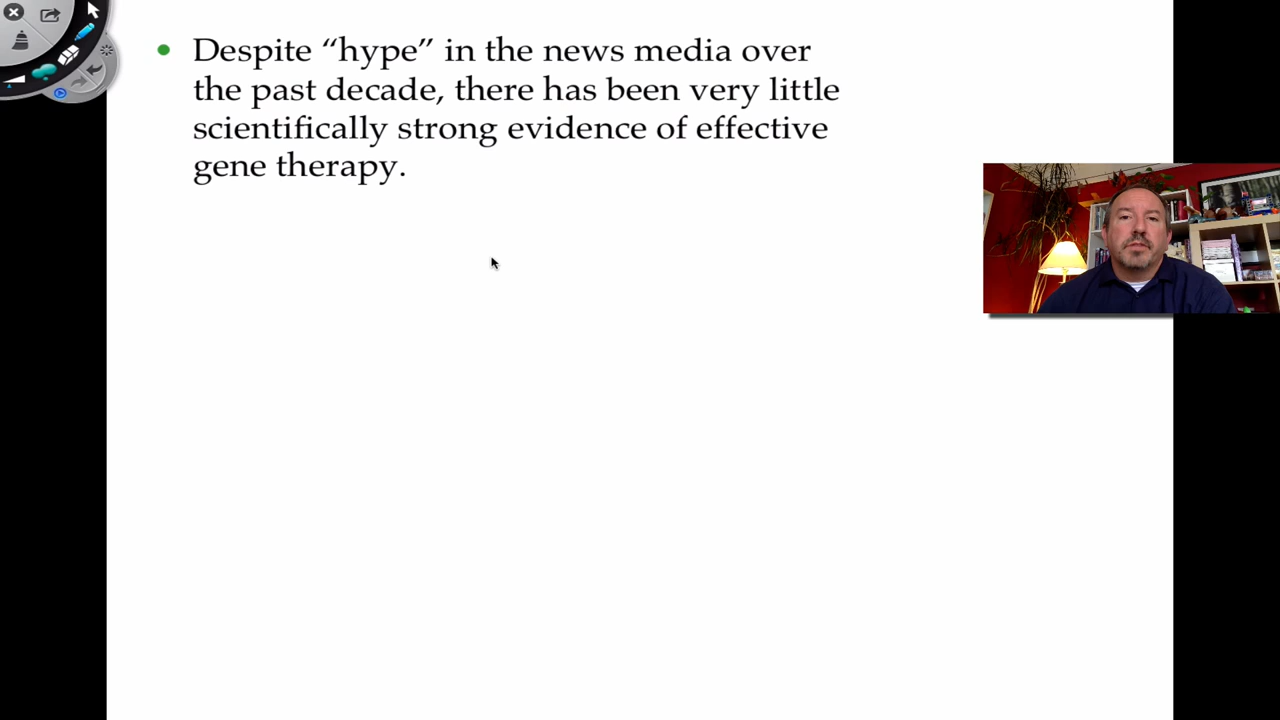 • Despite “hype” in the news media over
the past decade, there has been very little
scientifically strong evidence of effective
gene therapy.